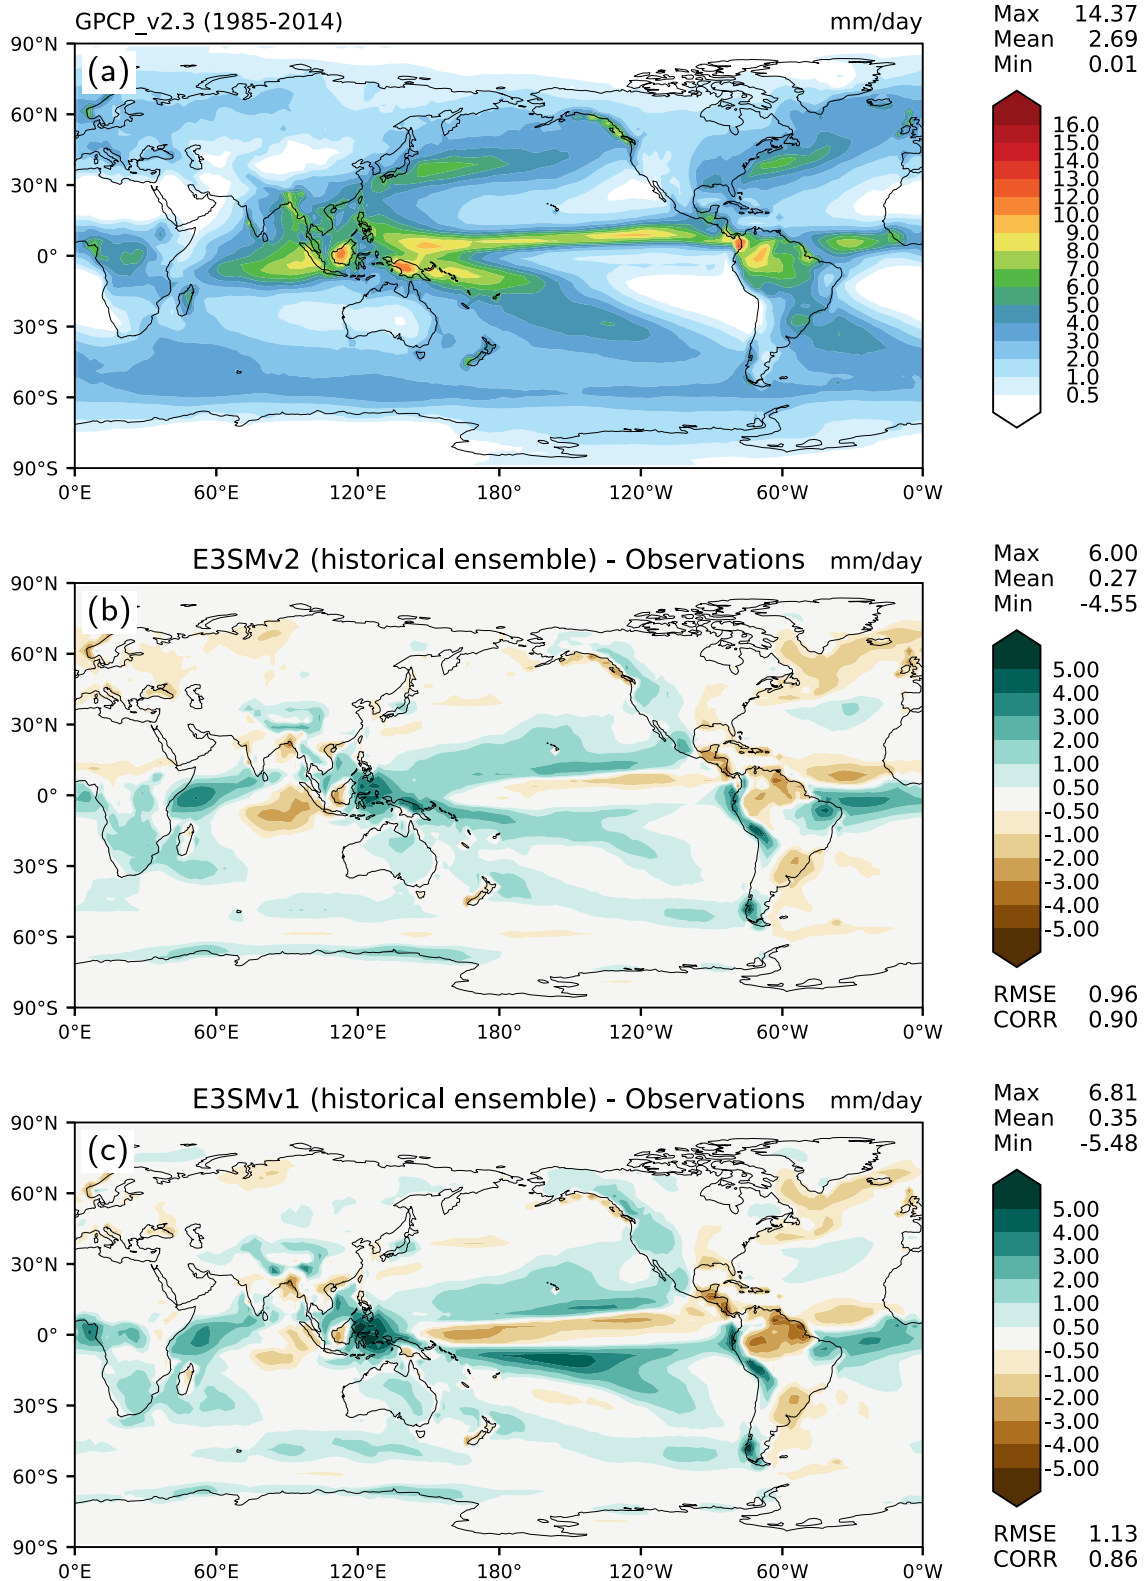 GPCP_v2.3 (1985-2014) mm/day
Max 14.37
Mean 2.69
Min 0.01
(a)
90°N
60°N
30°N
0°
30°S
60°S
90°S
0°E 60°E 120°E 180° 120°W 60°W 0°W
16.0
15.0
14.0
13.0
12.0
10.0
9.0
8.0
7.0
6.0
5.0
4.0
3.0
2.0
1.0
0.5
E3SMv2 (historical ensemble) - Observations mm/day
Max 6.00
Mean 0.27
Min -4.55
(b)
90°N
60°N
30°N
0°
30°S
60°S
90°S
0°E 60°E 120°E 180° 120°W 60°W 0°W
5.00
4.00
3.00
2.00
1.00
0.50
-0.50
-1.00
-2.00
-3.00
-4.00
-5.00
RMSE 0.96
CORR 0.90
E3SMv1 (historical ensemble) - Observations mm/day
Max 6.81
Mean 0.35
Min -5.48
(c)
90°N
60°N
30°N
0°
30°S
60°S
90°S
0°E 60°E 120°E 180° 120°W 60°W 0°W
5.00
4.00
3.00
2.00
1.00
0.50
-0.50
-1.00
-2.00
-3.00
-4.00
-5.00
RMSE 1.13
CORR 0.86